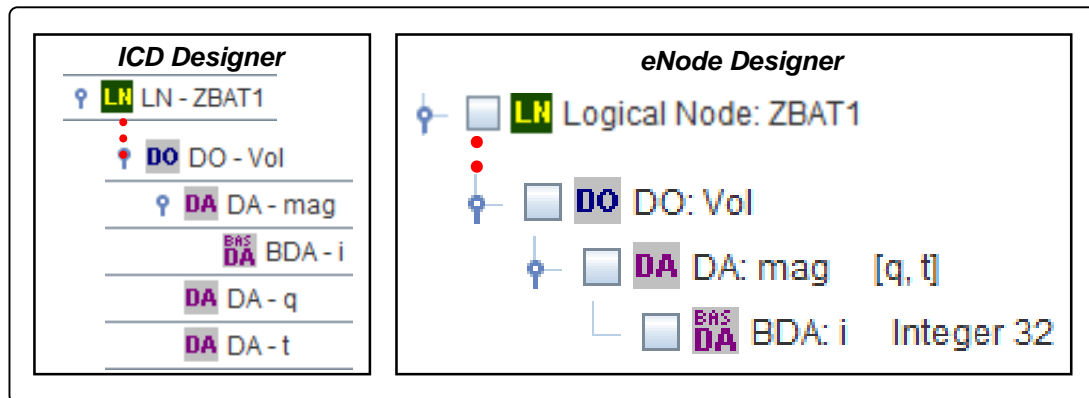 ICD Designer
LN LN - ZBAT1
DO DO - Vol
DA DA - mag
BAS DA BDA - i
DA DA - q
DA DA - t
eNode Designer
LN Logical Node: ZBAT1
DO DO: Vol
DA DA: mag [q, t]
BAS DA BDA: i Integer 32